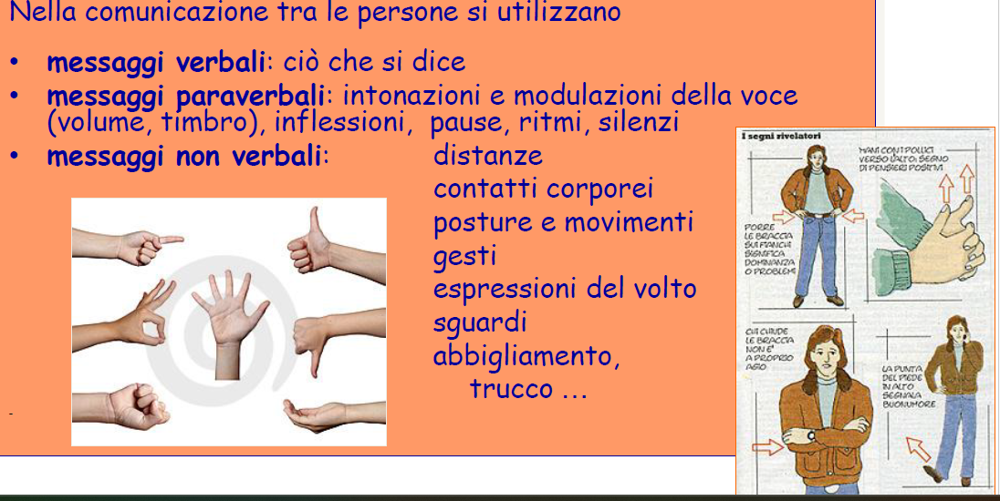 Nella comunicazione tra le persone si utilizzano
• messaggi verbali: ciò che si dice
• messaggi paraverbali: intonazioni e modulazioni della voce
(volume, timbro), inflessioni, pause, ritmi, silenzi
• messaggi non verbali: distanze
contatti corporei
posture e movimenti
gesti
espressioni del volto
sguardi
abbigliamento,
trucco ...
-
I segni rivelatori
MANI CON I POLLICI
VERSO L'ALTO: SEGNO
DI PENSIERI POSITIVI
PORRE
LE BRACCIA
SUI FIANCHI
SIGNIFICA
DOMINANZA
O PROBLEMI
CHI CHIUDE
LE BRACCIA
NON E'
A PROPRIO
AGIO
LA PUNTA
DEL PIEDE
IN ALTO
SEGNALA
BUONUMORE